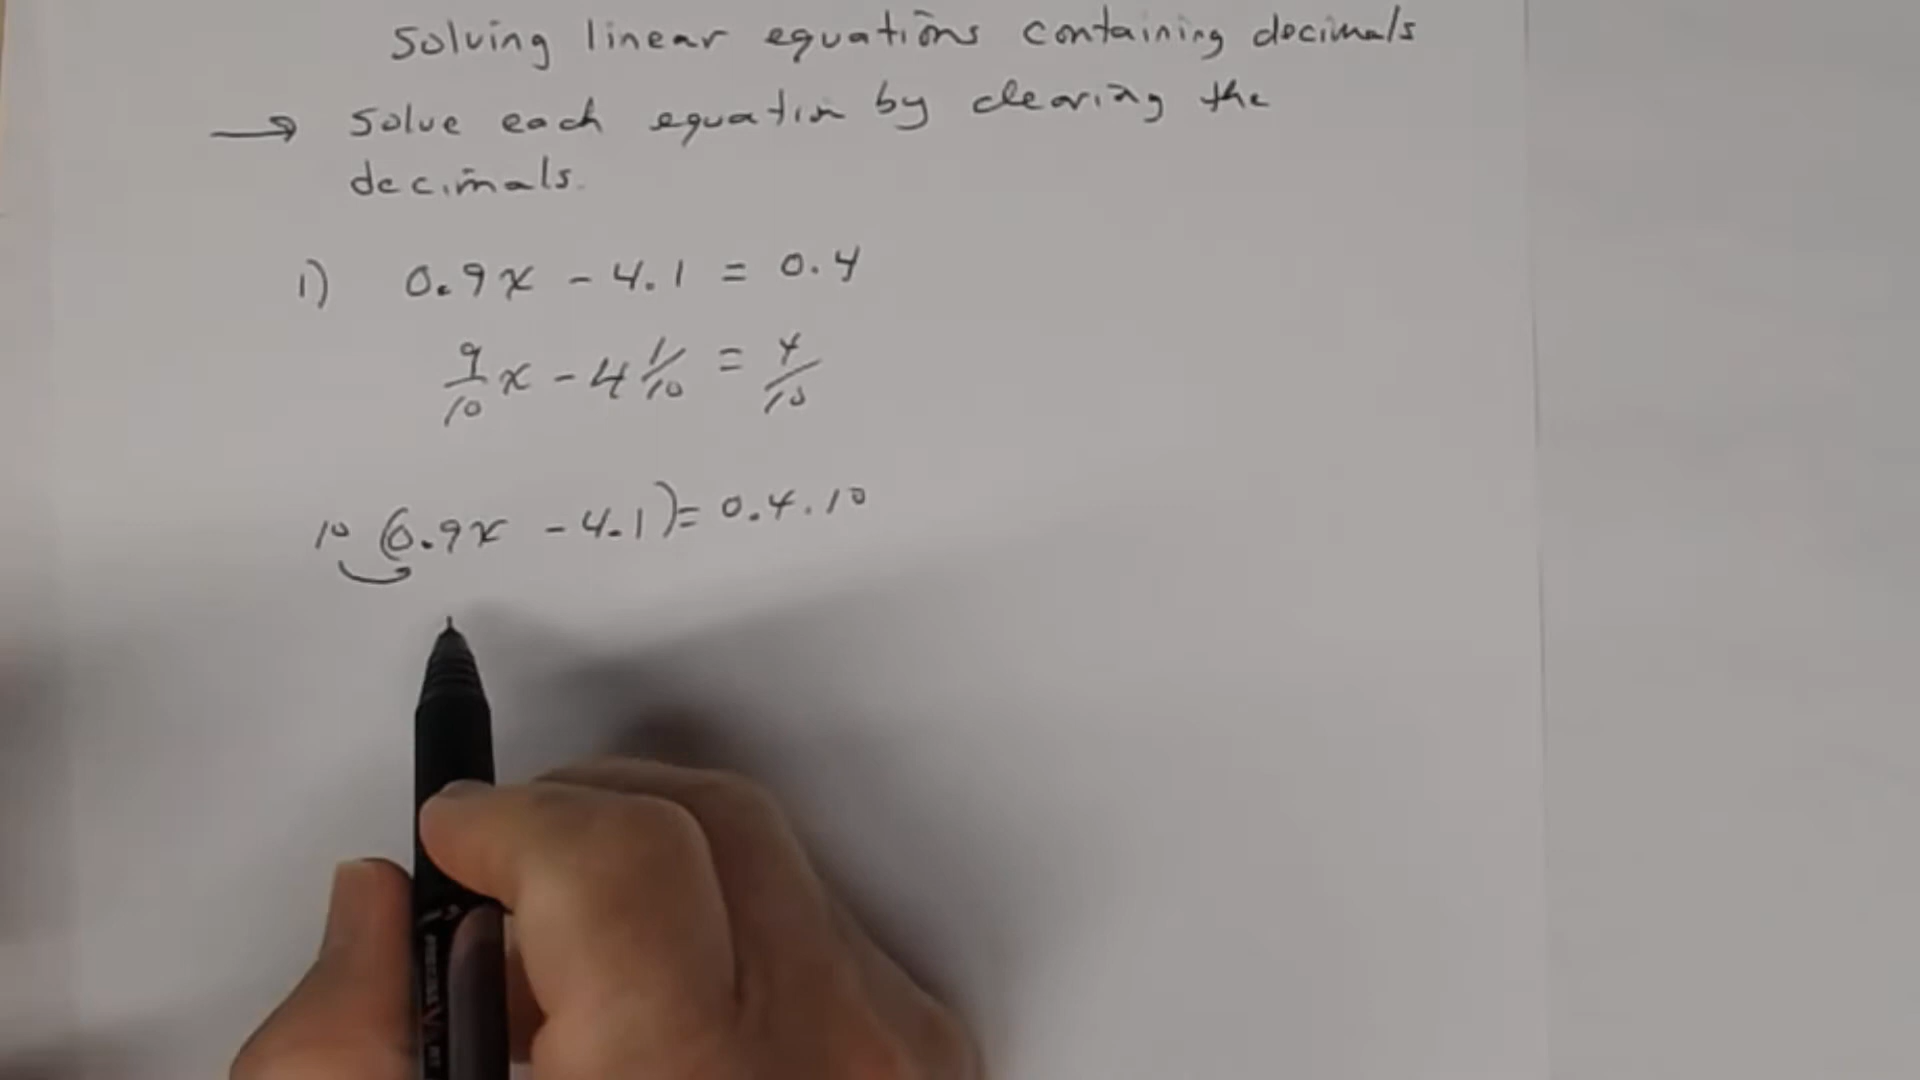 Solving linear equations containing decimals
→ Solve each equation by clearing the
decimals.
1) 0.9x - 4.1 = 0.4
9/10 x - 4 1/10 = 4/10
10 (0.9x - 4.1) = 0.4 . 10